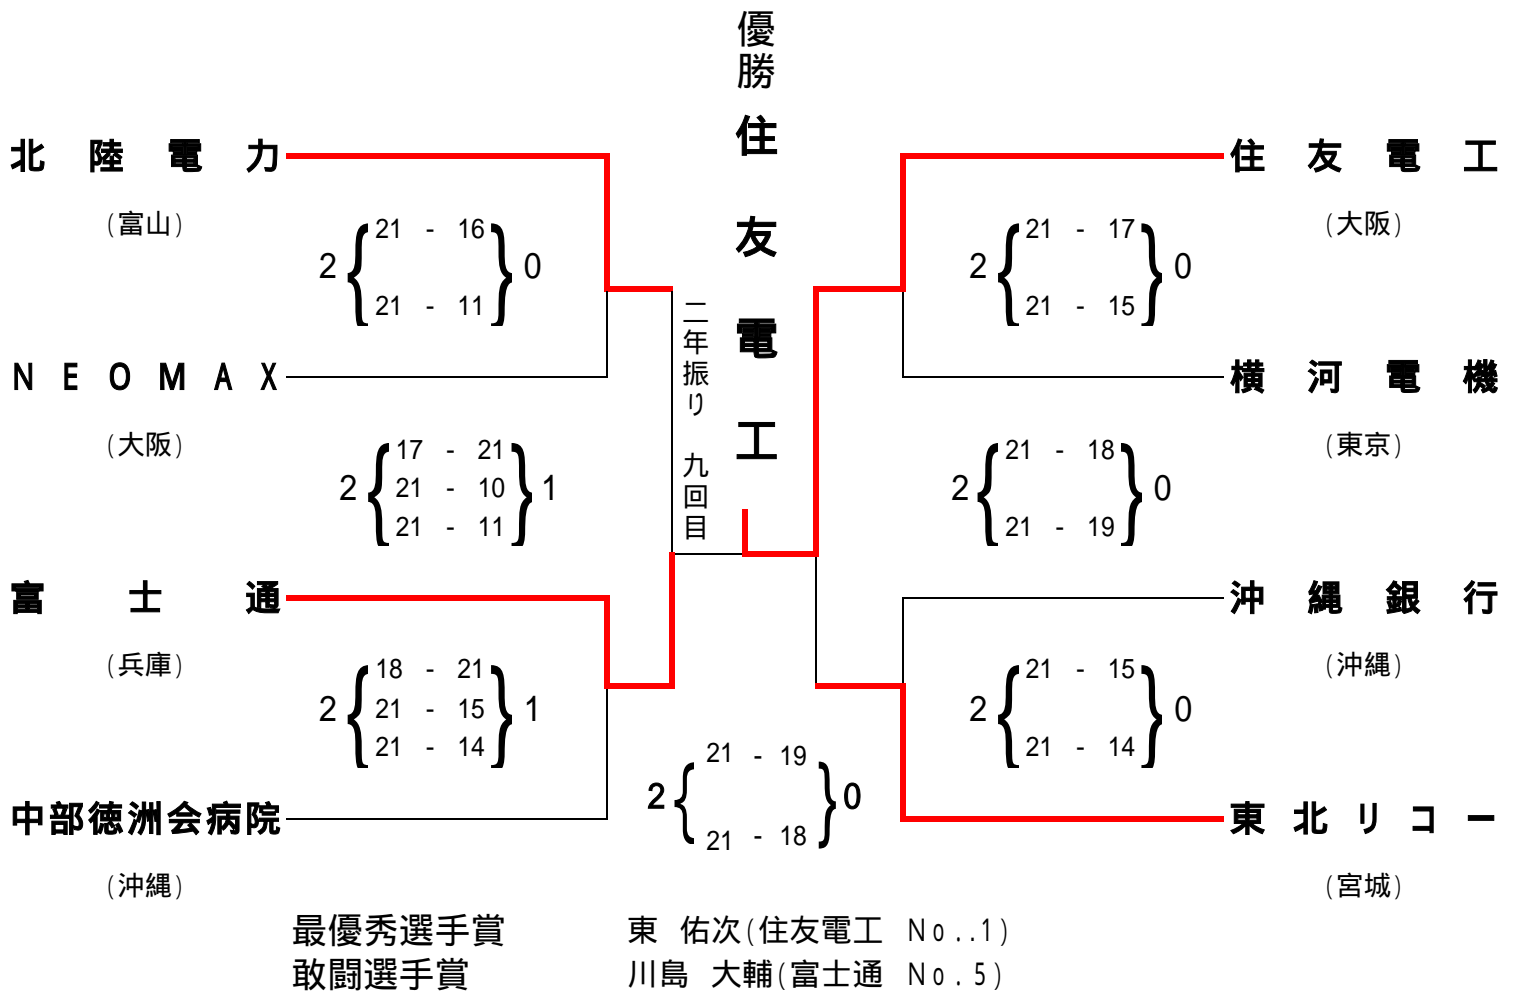 優勝
住友電工
二年振り 九回目
北陸電力
(富山)
2 { 21 - 16 } 0
21 - 11
NEOMAX
(大阪)
2 { 17 - 21 } 1
21 - 10
21 - 11
富士通
(兵庫)
2 { 18 - 21 } 1
21 - 15
21 - 14
中部徳洲会病院
(沖縄)
住友電工
(大阪)
2 { 21 - 17 } 0
21 - 15
横河電機
(東京)
2 { 21 - 18 } 0
21 - 19
沖縄銀行
(沖縄)
2 { 21 - 15 } 0
21 - 14
東北リコー
(宮城)
2 { 21 - 19 } 0
21 - 18
最優秀選手賞 東 佑次(住友電工 No..1)
敢闘選手賞 川島 大輔(富士通 No.5)